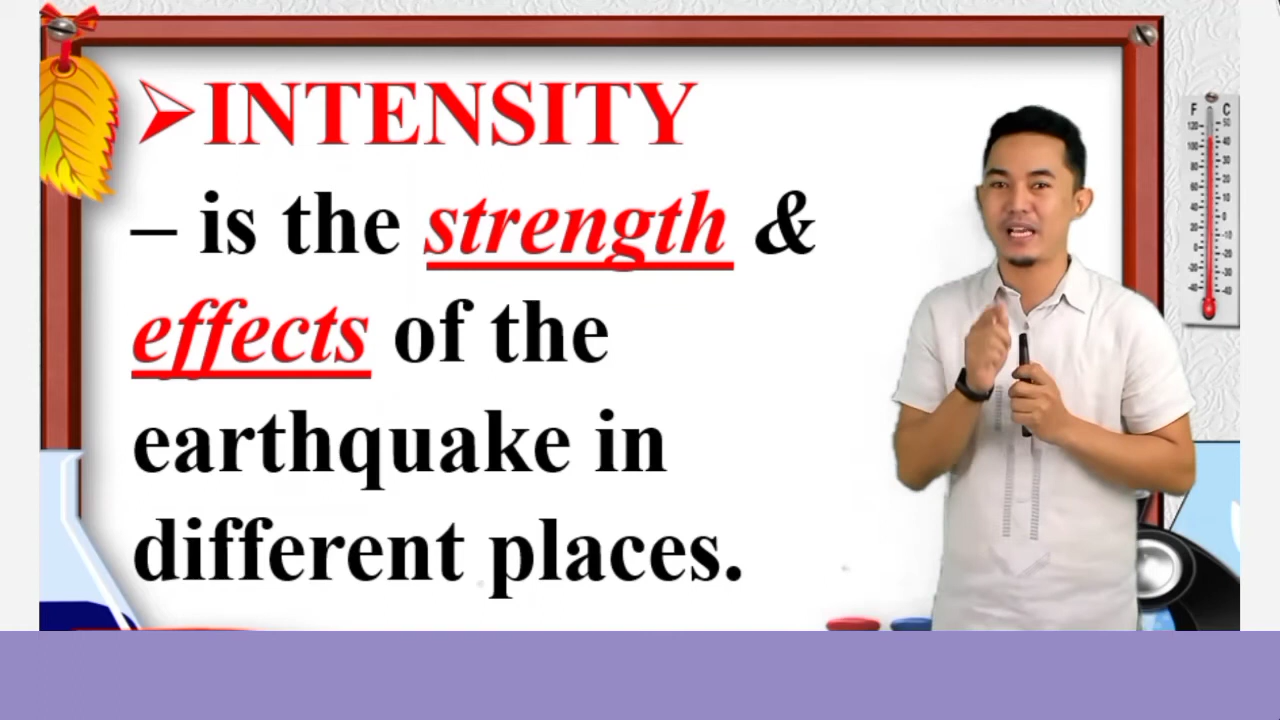 ➢INTENSITY
– is the strength &
effects of the
earthquake in
different places.
F C